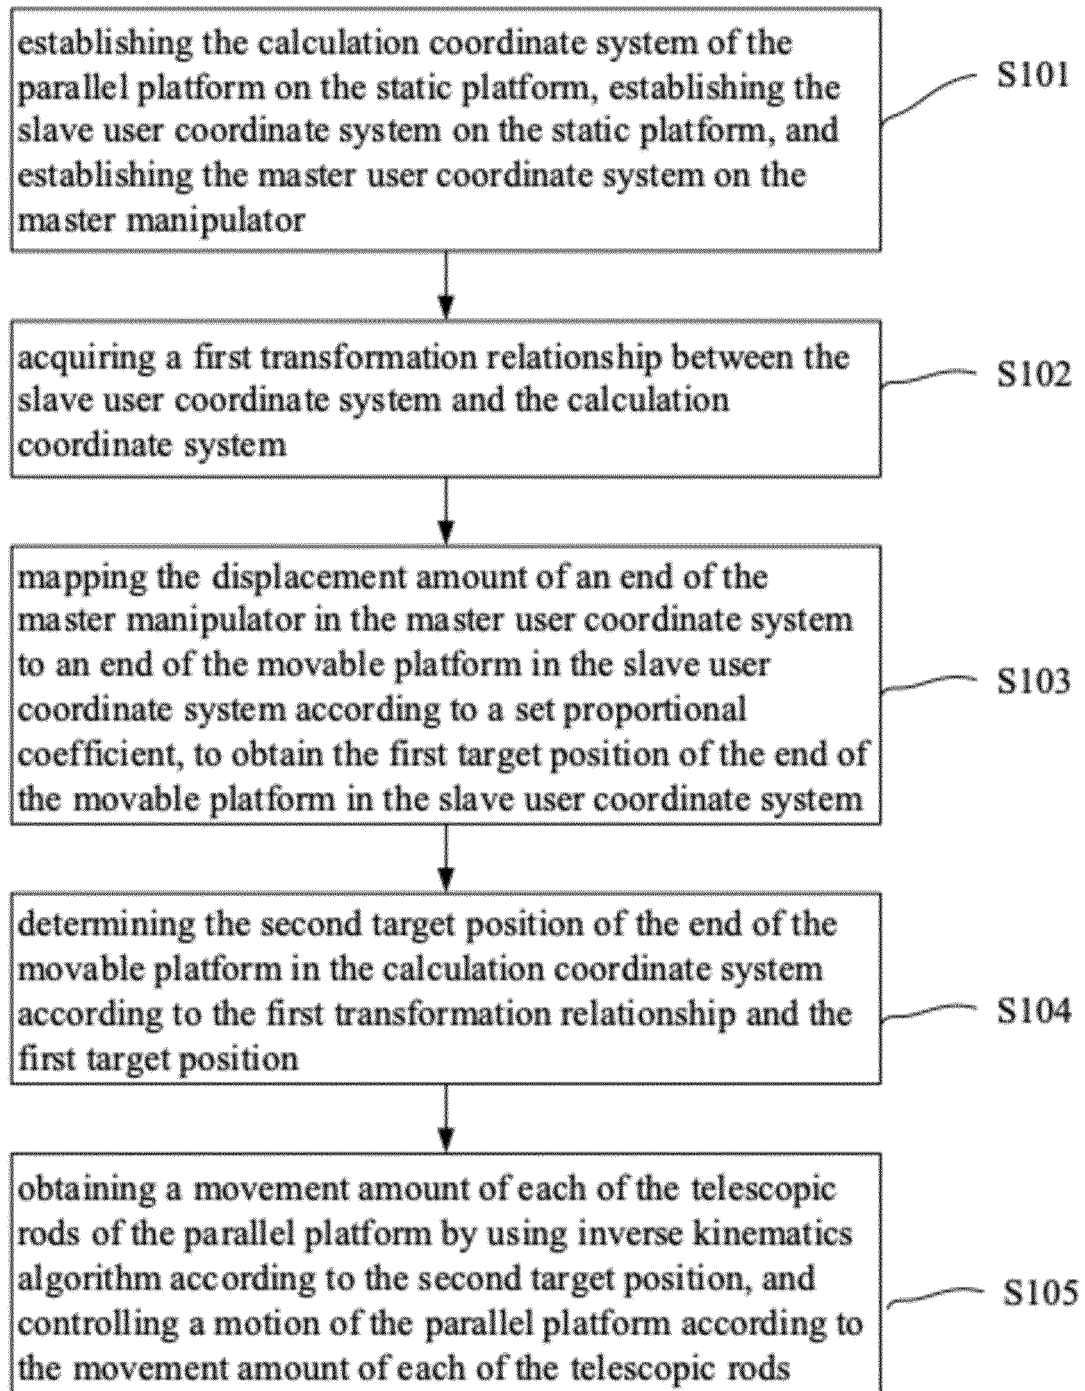 establishing the calculation coordinate system of the
parallel platform on the static platform, establishing the
slave user coordinate system on the static platform, and
establishing the master user coordinate system on the
master manipulator
S101
acquiring a first transformation relationship between the
slave user coordinate system and the calculation
coordinate system
S102
mapping the displacement amount of an end of the
master manipulator in the master user coordinate system
to an end of the movable platform in the slave user
coordinate system according to a set proportional
coefficient, to obtain the first target position of the end of
the movable platform in the slave user coordinate system
S103
determining the second target position of the end of the
movable platform in the calculation coordinate system
according to the first transformation relationship and the
first target position
S104
obtaining a movement amount of each of the telescopic
rods of the parallel platform by using inverse kinematics
algorithm according to the second target position, and
controlling a motion of the parallel platform according to
the movement amount of each of the telescopic rods
S105